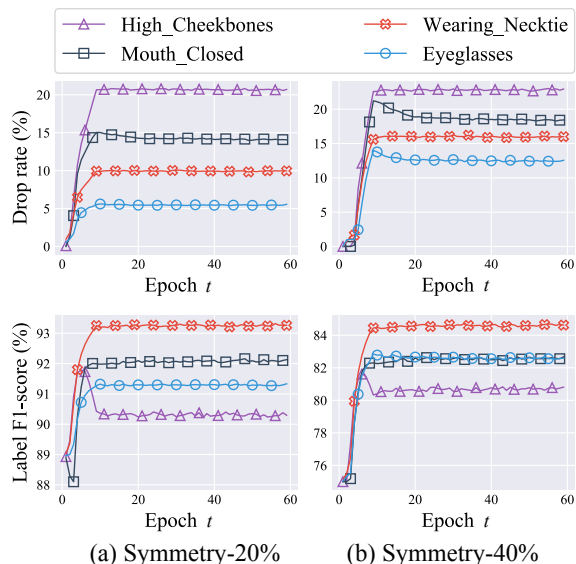 High_Cheekbones
Wearing_Necktie
Mouth_Closed
Eyeglasses
Drop rate (%)
20
15
10
5
0
0 20 40 60
Epoch t
20
15
10
5
0
0 20 40 60
Epoch t
Label F1-score (%)
93
92
91
90
89
88
0 20 40 60
Epoch t
84
82
80
78
76
0 20 40 60
Epoch t
(a) Symmetry-20%
(b) Symmetry-40%